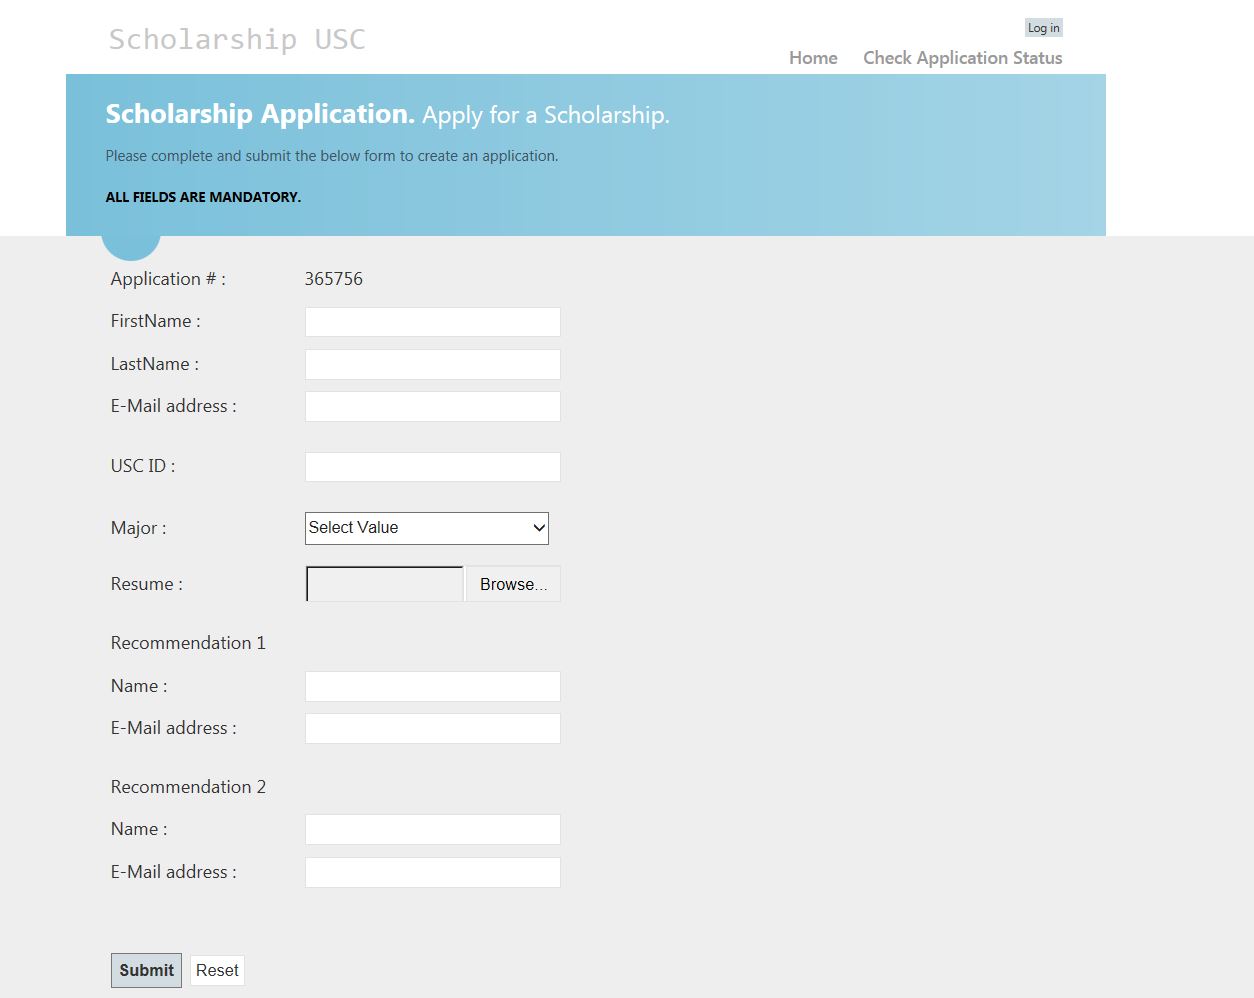 Scholarship USC
Log in
Home Check Application Status
Scholarship Application. Apply for a Scholarship.
Please complete and submit the below form to create an application.
ALL FIELDS ARE MANDATORY.
Application # : 365756
FirstName :
LastName :
E-Mail address :
USC ID :
Major : Select Value
Resume : Browse...
Recommendation 1
Name :
E-Mail address :
Recommendation 2
Name :
E-Mail address :
Submit Reset